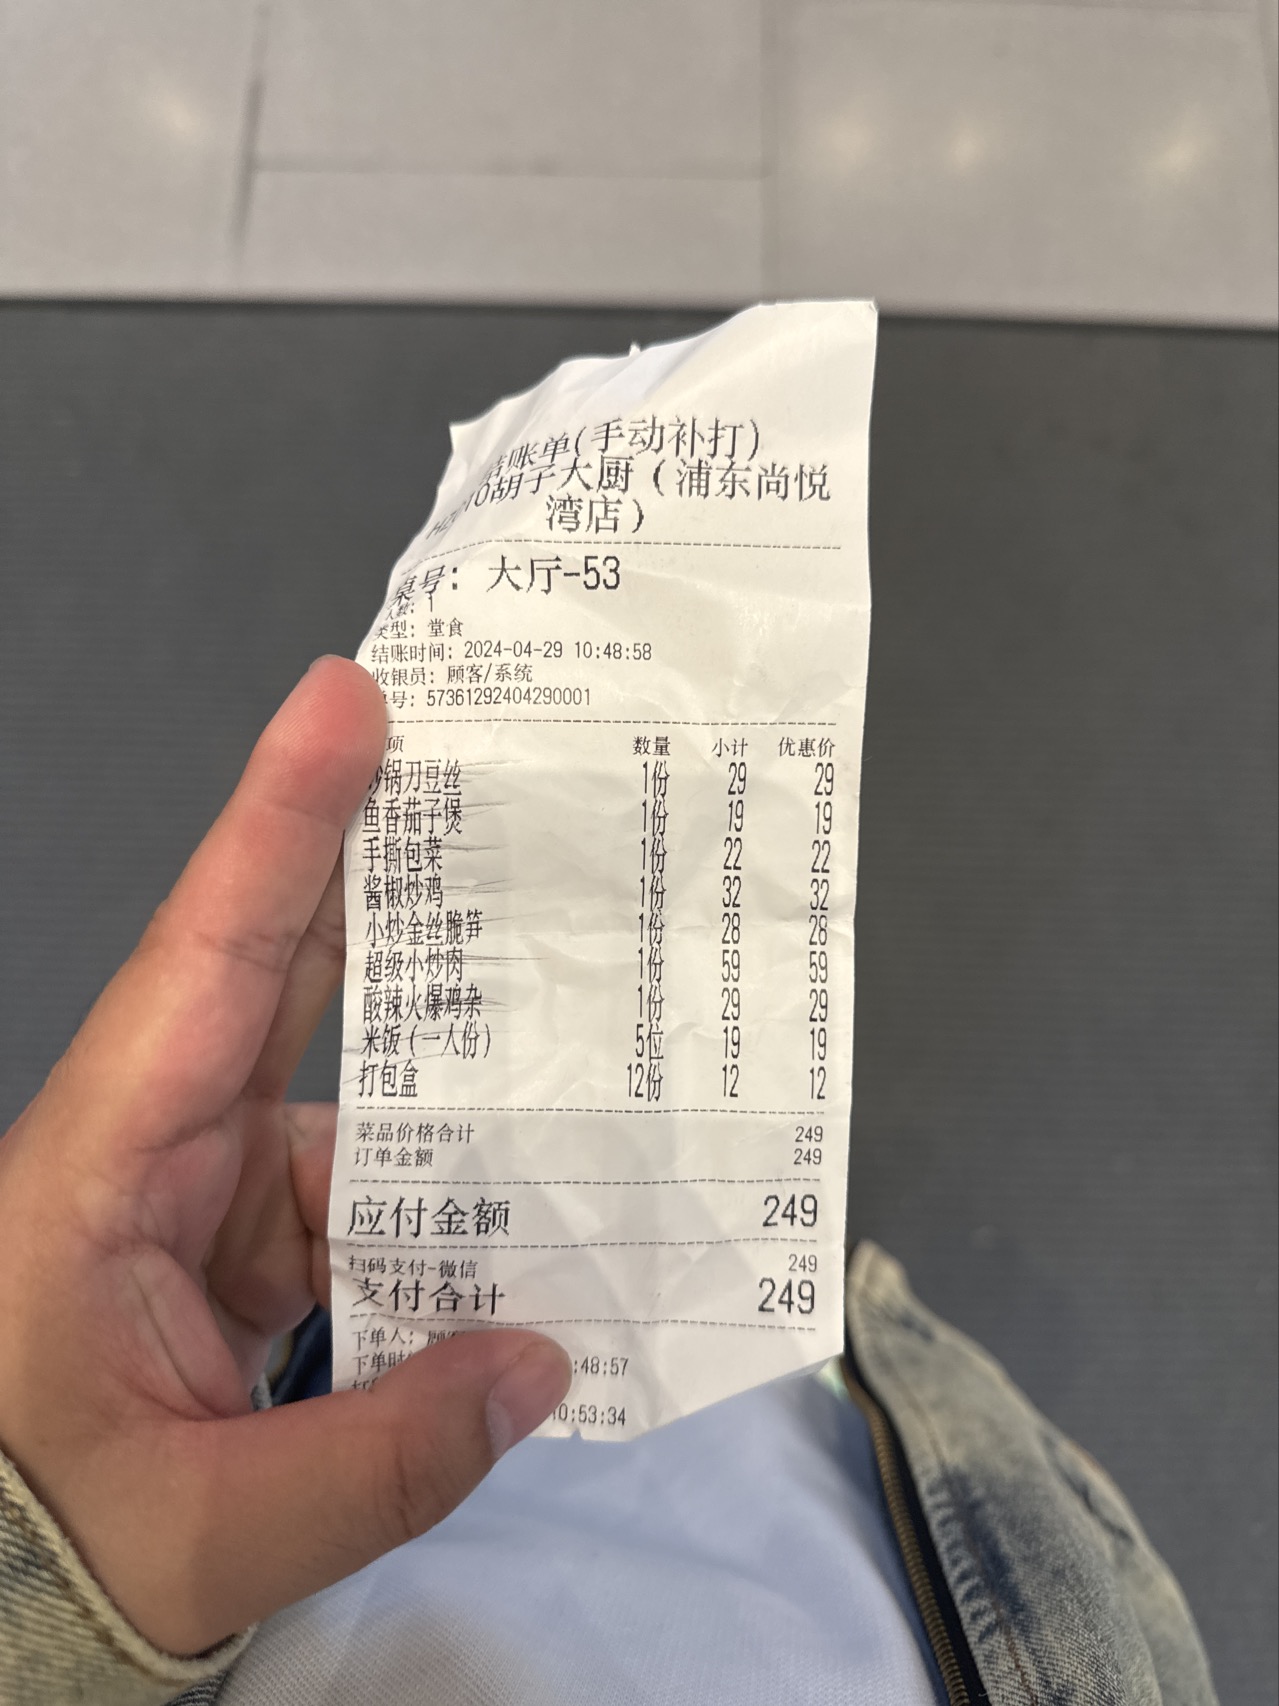 账单(手动补打)
10胡子大厨（浦东尚悦
湾店）
桌号：大厅-53
人数：1
类型：堂食
结账时间：2024-04-29 10:48:58
收银员：顾客/系统
号：57361292404290001
项 数量 小计 优惠价
锅刀豆丝 1份 29 29
鱼香茄子煲 1份 19 19
手撕包菜 1份 22 22
酱椒炒鸡 1份 32 32
小炒金丝脆笋 1份 28 28
超级小炒肉 1份 59 59
酸辣火爆鸡杂 1份 29 29
米饭（一人份） 5位 19 19
打包盒 12份 12 12
菜品价格合计 249
订单金额 249
应付金额 249
扫码支付-微信 249
支付合计 249
下单人：顾
下单时 :48:57
0:53:34